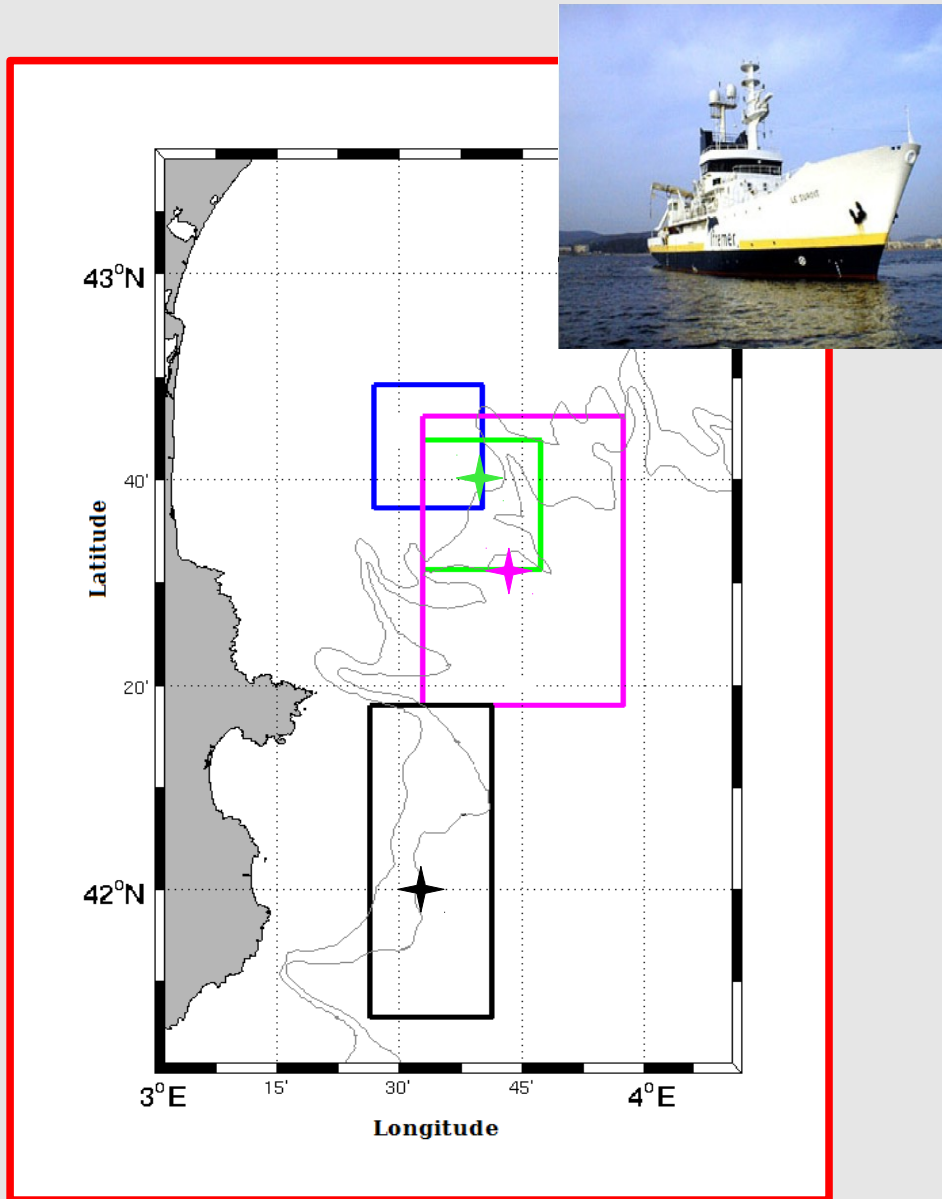 LE SUROIT
Ifremer
43°N
40'
Latitude
20'
42°N
3°E
15'
30'
45'
4°E
Longitude